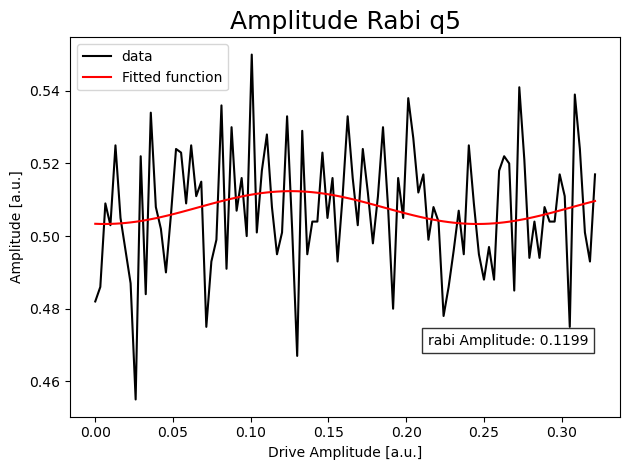 Amplitude Rabi q5
data
Fitted function
Amplitude [a.u.]
0.54
0.52
0.50
0.48
0.46
rabi Amplitude: 0.1199
0.00 0.05 0.10 0.15 0.20 0.25 0.30
Drive Amplitude [a.u.]